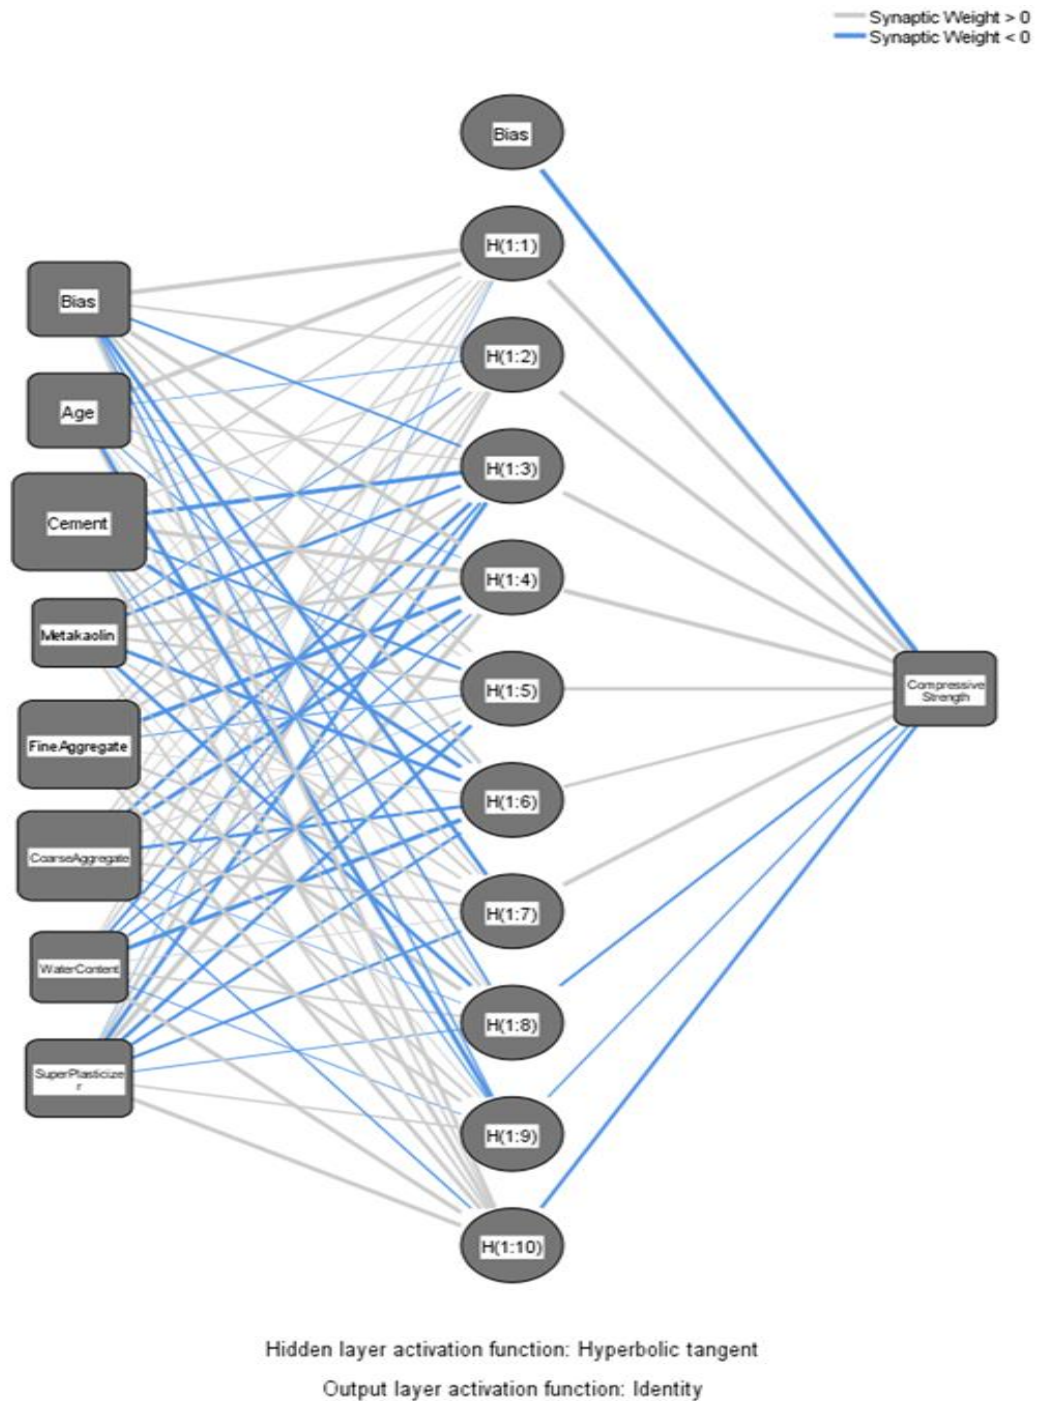 Synaptic Weight > 0
Synaptic Weight < 0
Bias
H(1:1)
Bias
H(1:2)
Age
H(1:3)
Cement
H(1:4)
Metakaolin
H(1:5)
Compressive
Strength
FineAggregate
H(1:6)
CoarseAggregate
H(1:7)
WaterContent
H(1:8)
SuperPlasticize
r
H(1:9)
H(1:10)
Hidden layer activation function: Hyperbolic tangent
Output layer activation function: Identity